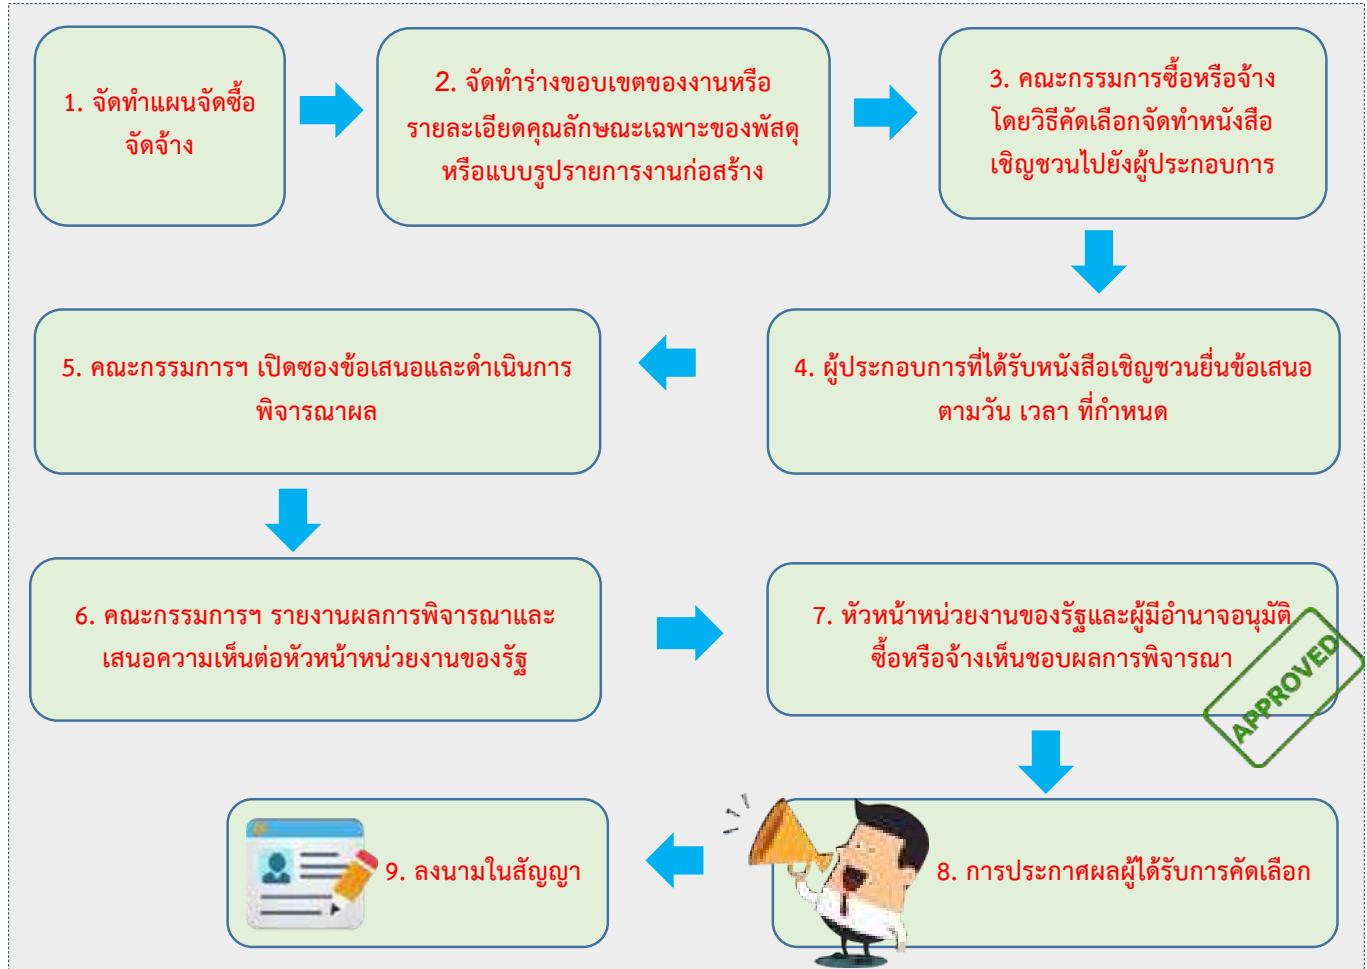 1. จัดทำแผนจัดซื้อ
จัดจ้าง
2. จัดทำร่างขอบเขตของงานหรือ
รายละเอียดคุณลักษณะเฉพาะของพัสดุ
หรือแบบรูปรายการงานก่อสร้าง
3. คณะกรรมการซื้อหรือจ้าง
โดยวิธีคัดเลือกจัดทำหนังสือ
เชิญชวนไปยังผู้ประกอบการ
4. ผู้ประกอบการที่ได้รับหนังสือเชิญชวนยื่นข้อเสนอ
ตามวัน เวลา ที่กำหนด
5. คณะกรรมการฯ เปิดซองข้อเสนอและดำเนินการ
พิจารณาผล
6. คณะกรรมการฯ รายงานผลการพิจารณาและ
เสนอความเห็นต่อหัวหน้าหน่วยงานของรัฐ
7. หัวหน้าหน่วยงานของรัฐและผู้มีอำนาจอนุมัติ
ซื้อหรือจ้างเห็นชอบผลการพิจารณา
APPROVED
8. การประกาศผลผู้ได้รับการคัดเลือก
9. ลงนามในสัญญา